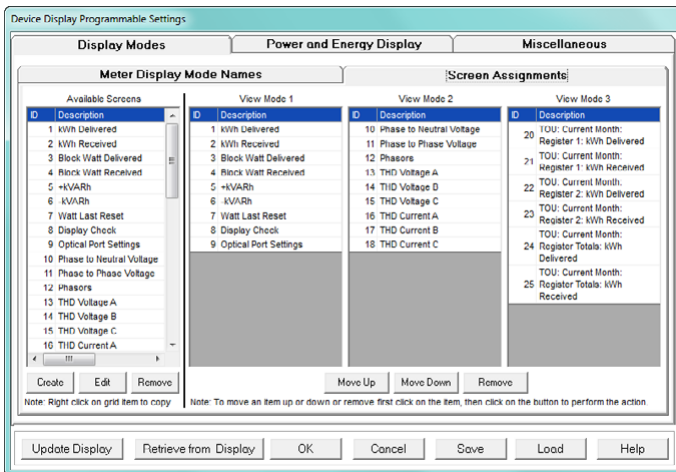 Device Display Programmable Settings
Display Modes
Power and Energy Display
Miscellaneous
Meter Display Mode Names
Screen Assignments
Available Screens
ID Description
1 kWh Delivered
2 kWh Received
3 Block Watt Delivered
4 Block Watt Received
5 +kVARh
6 -kVARh
7 Watt Last Reset
8 Display Check
9 Optical Port Settings
10 Phase to Neutral Voltage
11 Phase to Phase Voltage
12 Phasors
13 THD Voltage A
14 THD Voltage B
15 THD Voltage C
16 THD Current A
Create
Edit
Remove
Note: Right click on grid item to copy
View Mode 1
ID Description
1 kWh Delivered
2 kWh Received
3 Block Watt Delivered
4 Block Watt Received
5 +kVARh
6 -kVARh
7 Watt Last Reset
8 Display Check
9 Optical Port Settings
View Mode 2
ID Description
10 Phase to Neutral Voltage
11 Phase to Phase Voltage
12 Phasors
13 THD Voltage A
14 THD Voltage B
15 THD Voltage C
16 THD Current A
17 THD Current B
18 THD Current C
View Mode 3
ID Description
20 TOU: Current Month:
Register 1: kWh Delivered
21 TOU: Current Month:
Register 1: kWh Received
22 TOU: Current Month:
Register 2: kWh Delivered
23 TOU: Current Month:
Register 2: kWh Received
TOU: Current Month:
24 Register Totals: kWh
Delivered
TOU: Current Month:
25 Register Totals: kWh
Received
Move Up
Move Down
Remove
Note: To move an item up or down or remove first click on the item, then click on the button to perform the action.
Update Display
Retrieve from Display
OK
Cancel
Save
Load
Help